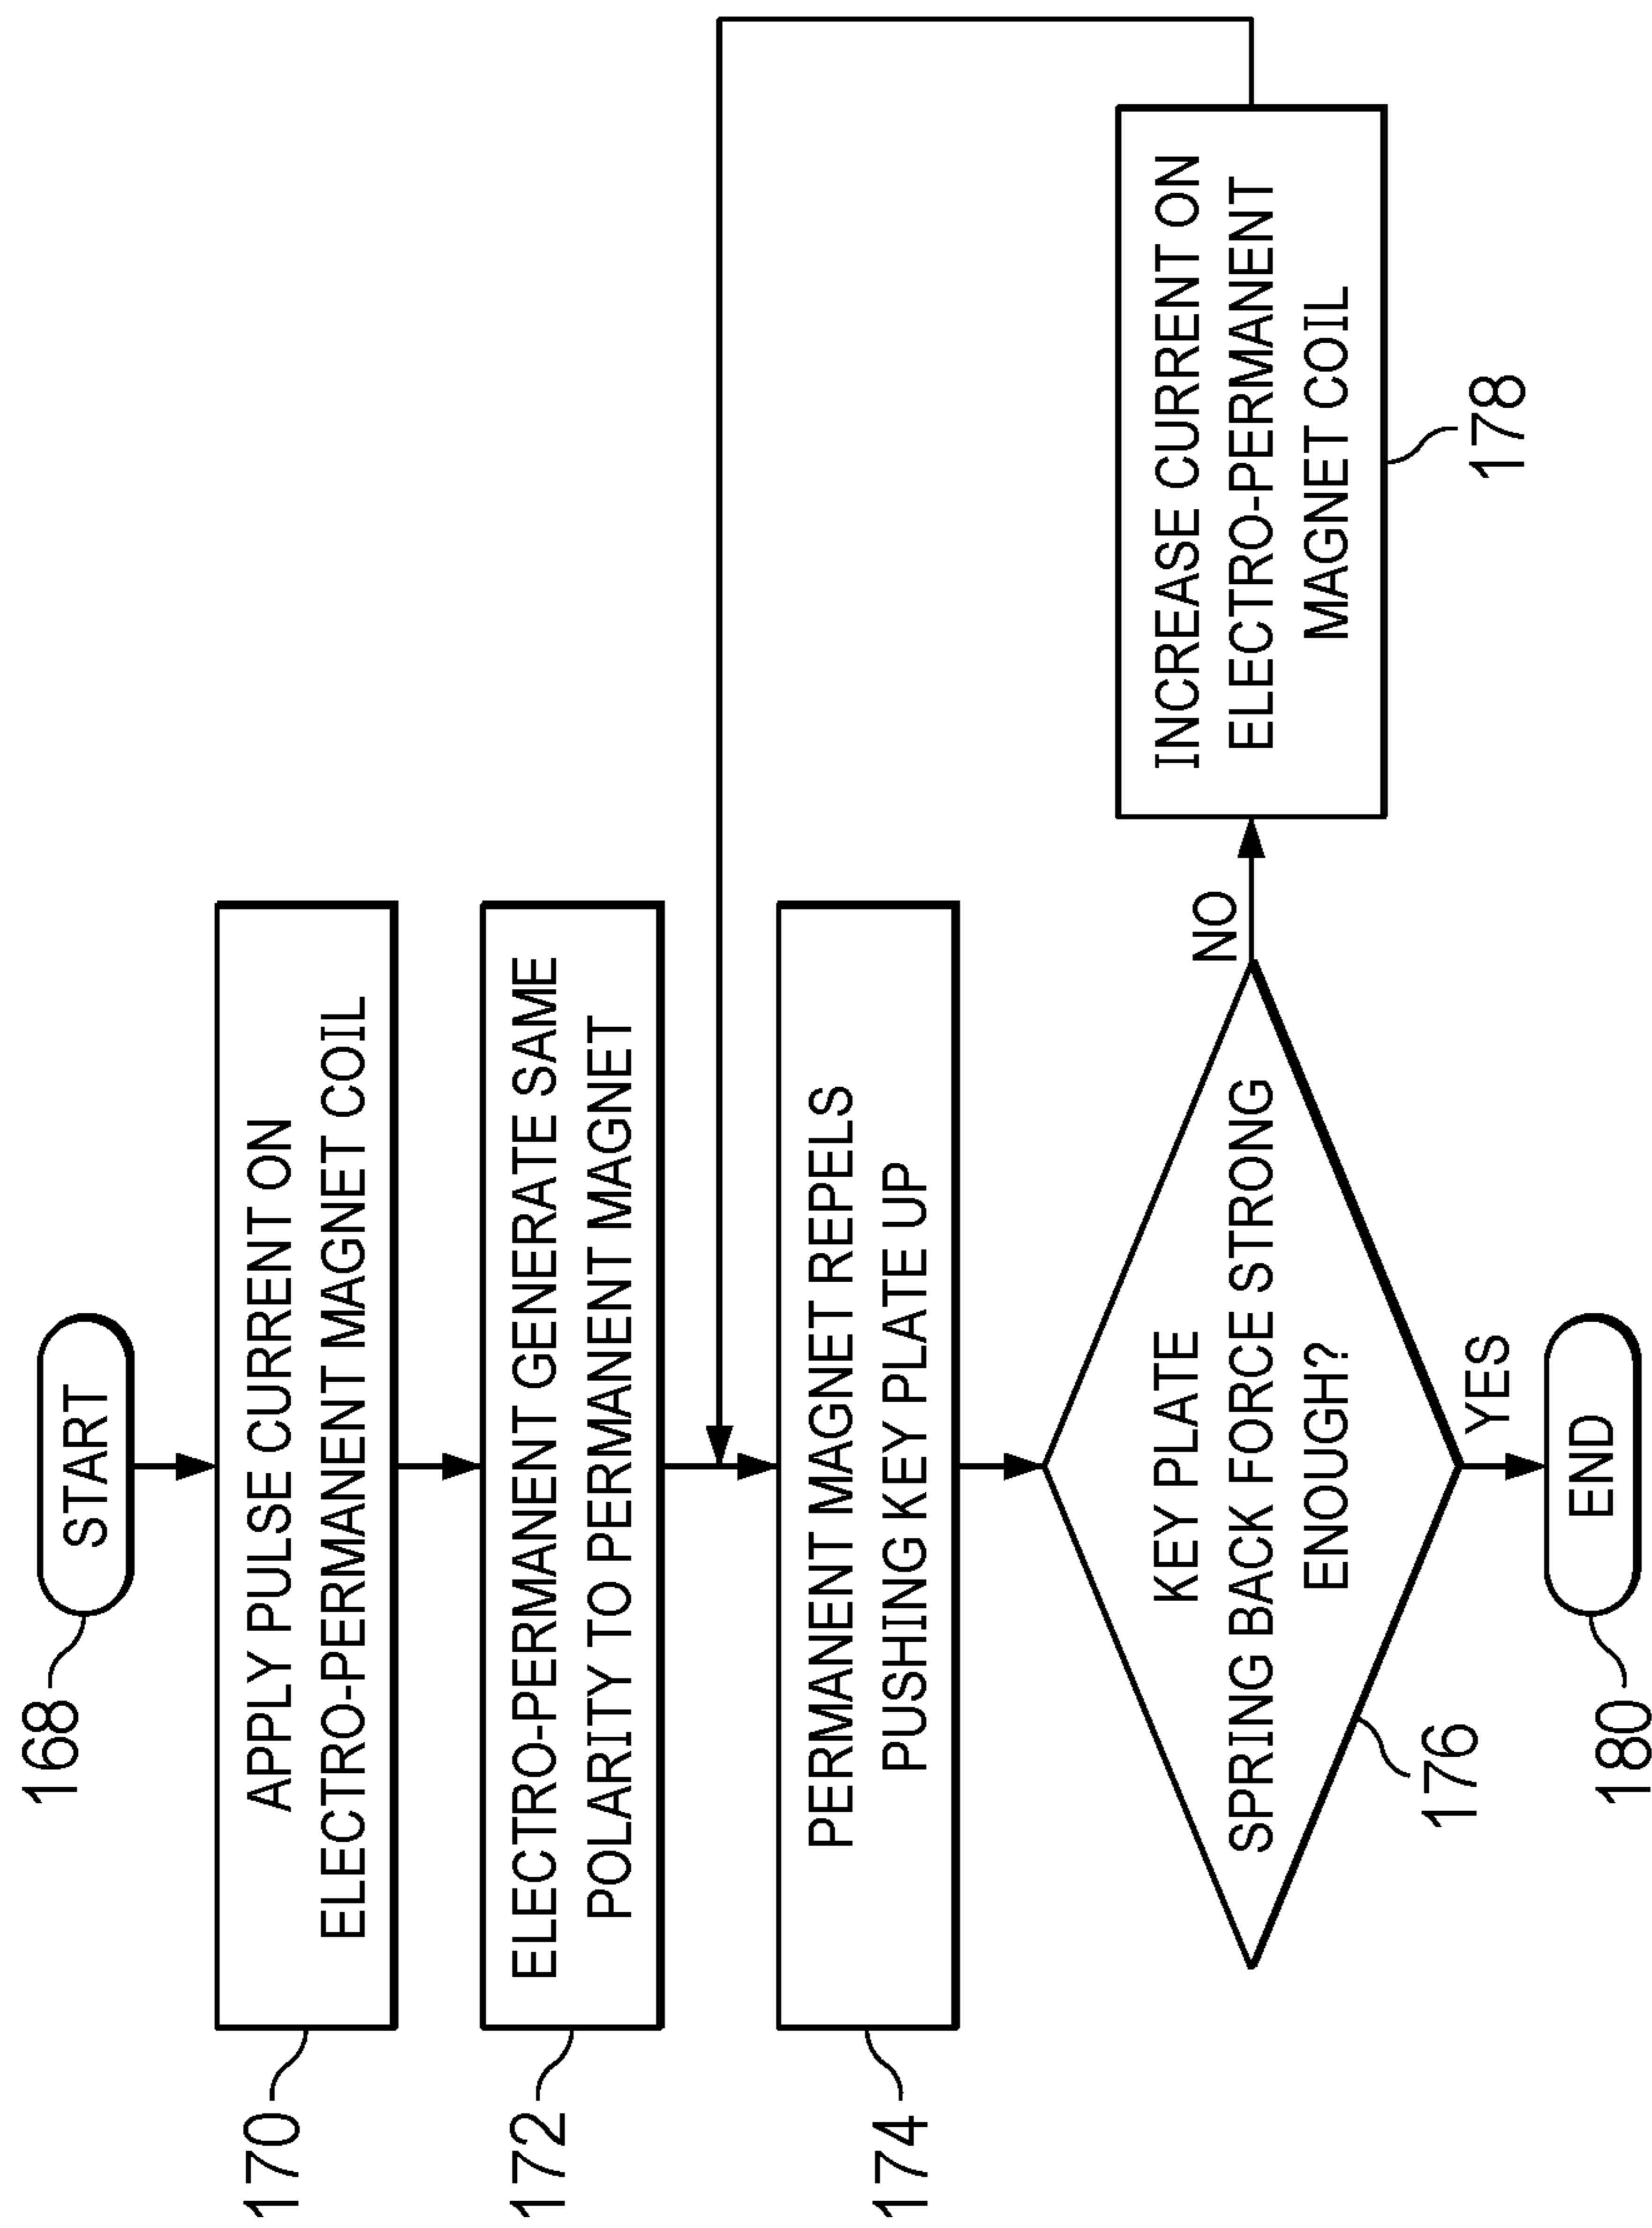 168
START
170
APPLY PULSE CURRENT ON
ELECTRO-PERMANENT MAGNET COIL
172
ELECTRO-PERMANENT GENERATE SAME
POLARITY TO PERMANENT MAGNET
174
PERMANENT MAGNET REPELS
PUSHING KEY PLATE UP
KEY PLATE
SPRING BACK FORCE STRONG
ENOUGH?
176
NO
INCREASE CURRENT ON
ELECTRO-PERMANENT
MAGNET COIL
178
YES
180
END